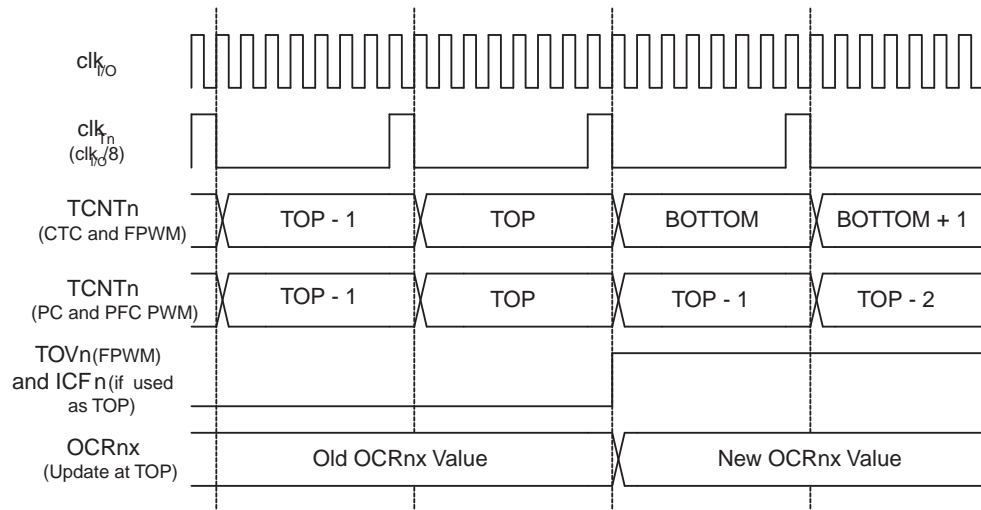 clkI/O
clkTn
(clkI/O/8)
TCNTn
(CTC and FPWM)
TOP - 1
TOP
BOTTOM
BOTTOM + 1
TCNTn
(PC and PFC PWM)
TOP - 1
TOP
TOP - 1
TOP - 2
TOVn(FPWM)
and ICFn(if used
as TOP)
OCRnx
(Update at TOP)
Old OCRnx Value
New OCRnx Value